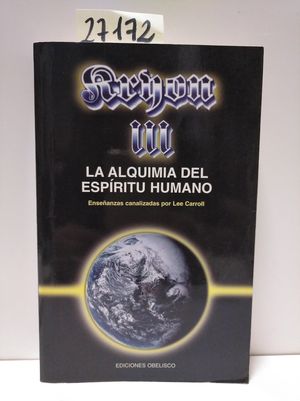 27172
Kryon
III
LA ALQUIMIA DEL
ESPÍRITU HUMANO
Enseñanzas canalizadas por Lee Carroll
EDICIONES OBELISCO